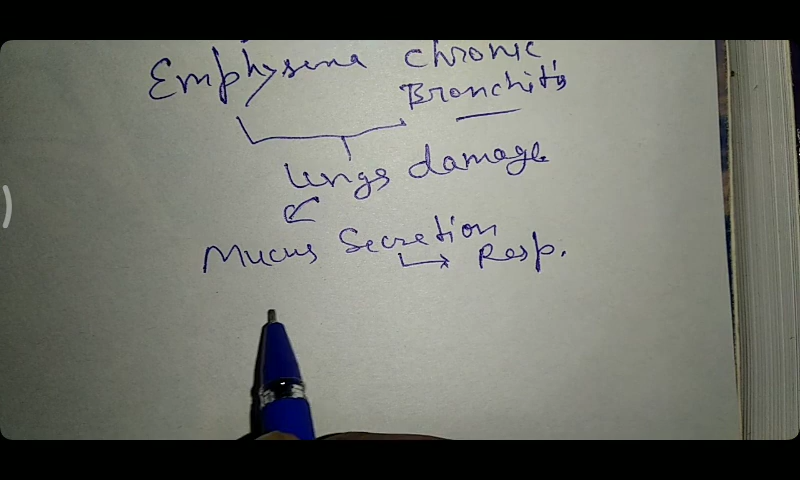 Emphysema chronic
Bronchitis
lungs damage
Mucus Secretion
Resp.